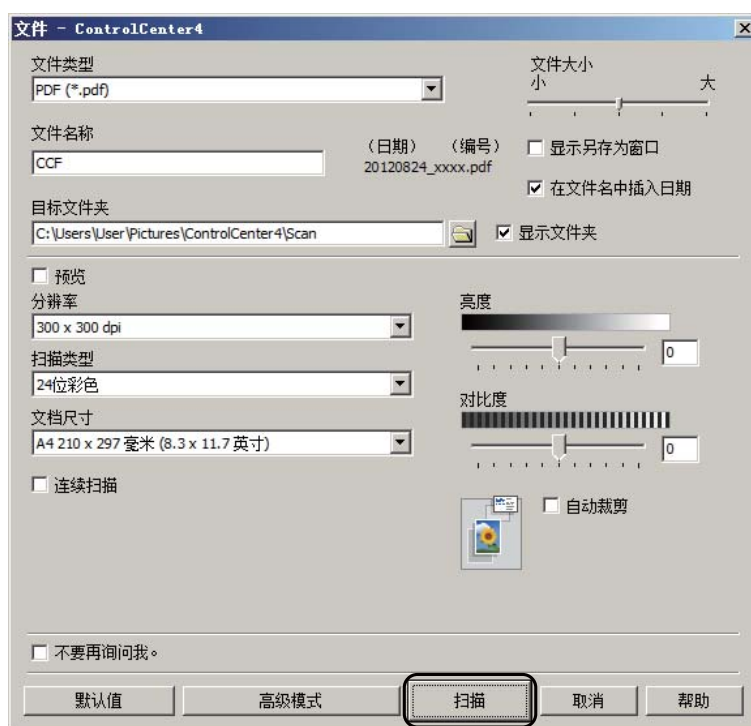 文件 - ControlCenter4
文件类型
PDF (*.pdf)
文件大小
小 大
文件名称
CCF
(日期) (编号)
20120824_xxxx.pdf
显示另存为窗口
在文件名中插入日期
目标文件夹
C:\Users\User\Pictures\ControlCenter4\Scan
显示文件夹
预览
分辨率
300 x 300 dpi
扫描类型
24位彩色
文档尺寸
A4 210 x 297 毫米 (8.3 x 11.7 英寸)
连续扫描
亮度
0
对比度
0
自动裁剪
不要再询问我。
默认值 高级模式 扫描 取消 帮助